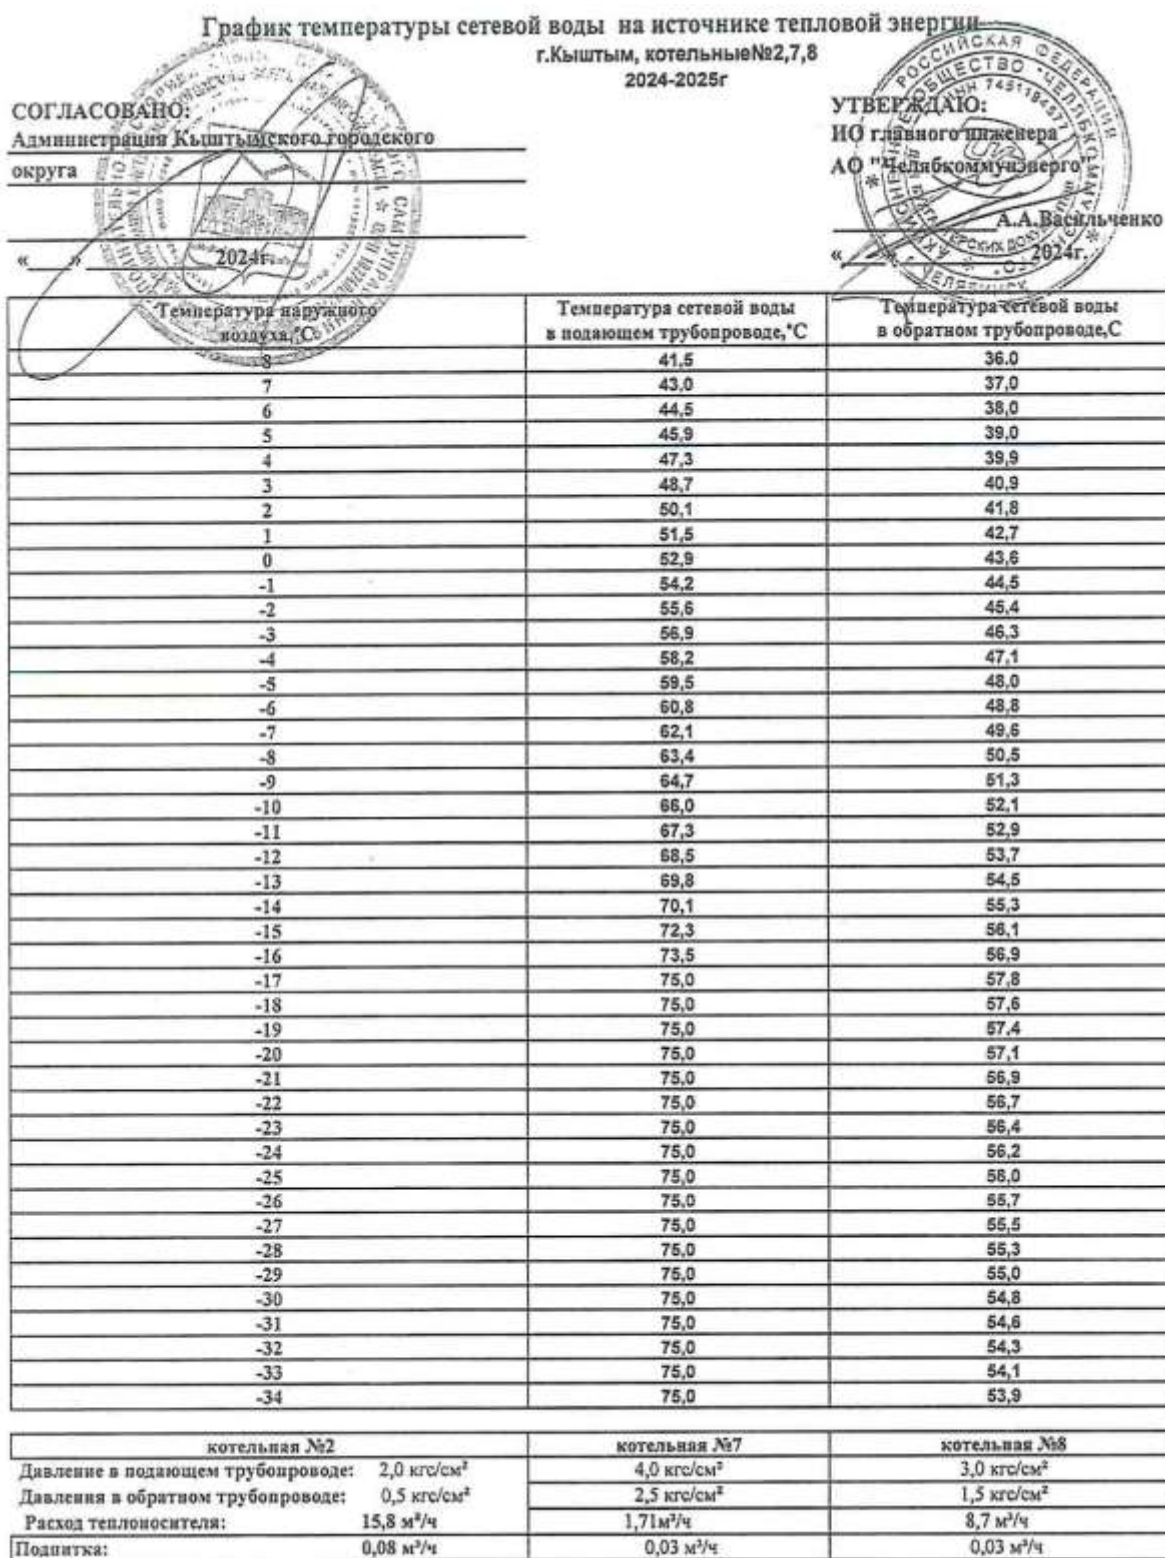 График температуры сетевой воды на источнике тепловой энергии
г.Кыштым, котельные№2,7,8
2024-2025г
СОГЛАСОВАНО:
Администрация Кыштымского городского
округа
« » 2024г.
УТВЕРЖДАЮ:
ИО главного инженера
АО "Челябкоммунэнерго"
А.А.Васильченко
« » 2024г.
РОССИЙСКАЯ ФЕДЕРАЦИЯ
Температура наружного воздуха,°С Температура сетевой воды в подающем трубопроводе,°С Температура сетевой воды в обратном трубопроводе,С
8 41,5 36.0
7 43,0 37,0
6 44,5 38,0
5 45,9 39,0
4 47,3 39,9
3 48,7 40,9
2 50,1 41,8
1 51,5 42,7
0 52,9 43,6
-1 54,2 44,5
-2 55,6 45,4
-3 56,9 46,3
-4 58,2 47,1
-5 59,5 48,0
-6 60,8 48,8
-7 62,1 49,6
-8 63,4 50,5
-9 64,7 51,3
-10 66,0 52,1
-11 67,3 52,9
-12 68,5 53,7
-13 69,8 54,5
-14 70,1 55,3
-15 72,3 56,1
-16 73,5 56,9
-17 75,0 57,8
-18 75,0 57,6
-19 75,0 57,4
-20 75,0 57,1
-21 75,0 56,9
-22 75,0 56,7
-23 75,0 56,4
-24 75,0 56,2
-25 75,0 56,0
-26 75,0 55,7
-27 75,0 55,5
-28 75,0 55,3
-29 75,0 55,0
-30 75,0 54,8
-31 75,0 54,6
-32 75,0 54,3
-33 75,0 54,1
-34 75,0 53,9
котельная №2 котельная №7 котельная №8
Давление в подающем трубопроводе: 2,0 кгс/см² 4,0 кгс/см² 3,0 кгс/см²
Давления в обратном трубопроводе: 0,5 кгс/см² 2,5 кгс/см² 1,5 кгс/см²
Расход теплоносителя: 15,8 м³/ч 1,71м³/ч 8,7 м³/ч
Подпитка: 0,08 м³/ч 0,03 м³/ч 0,03 м³/ч